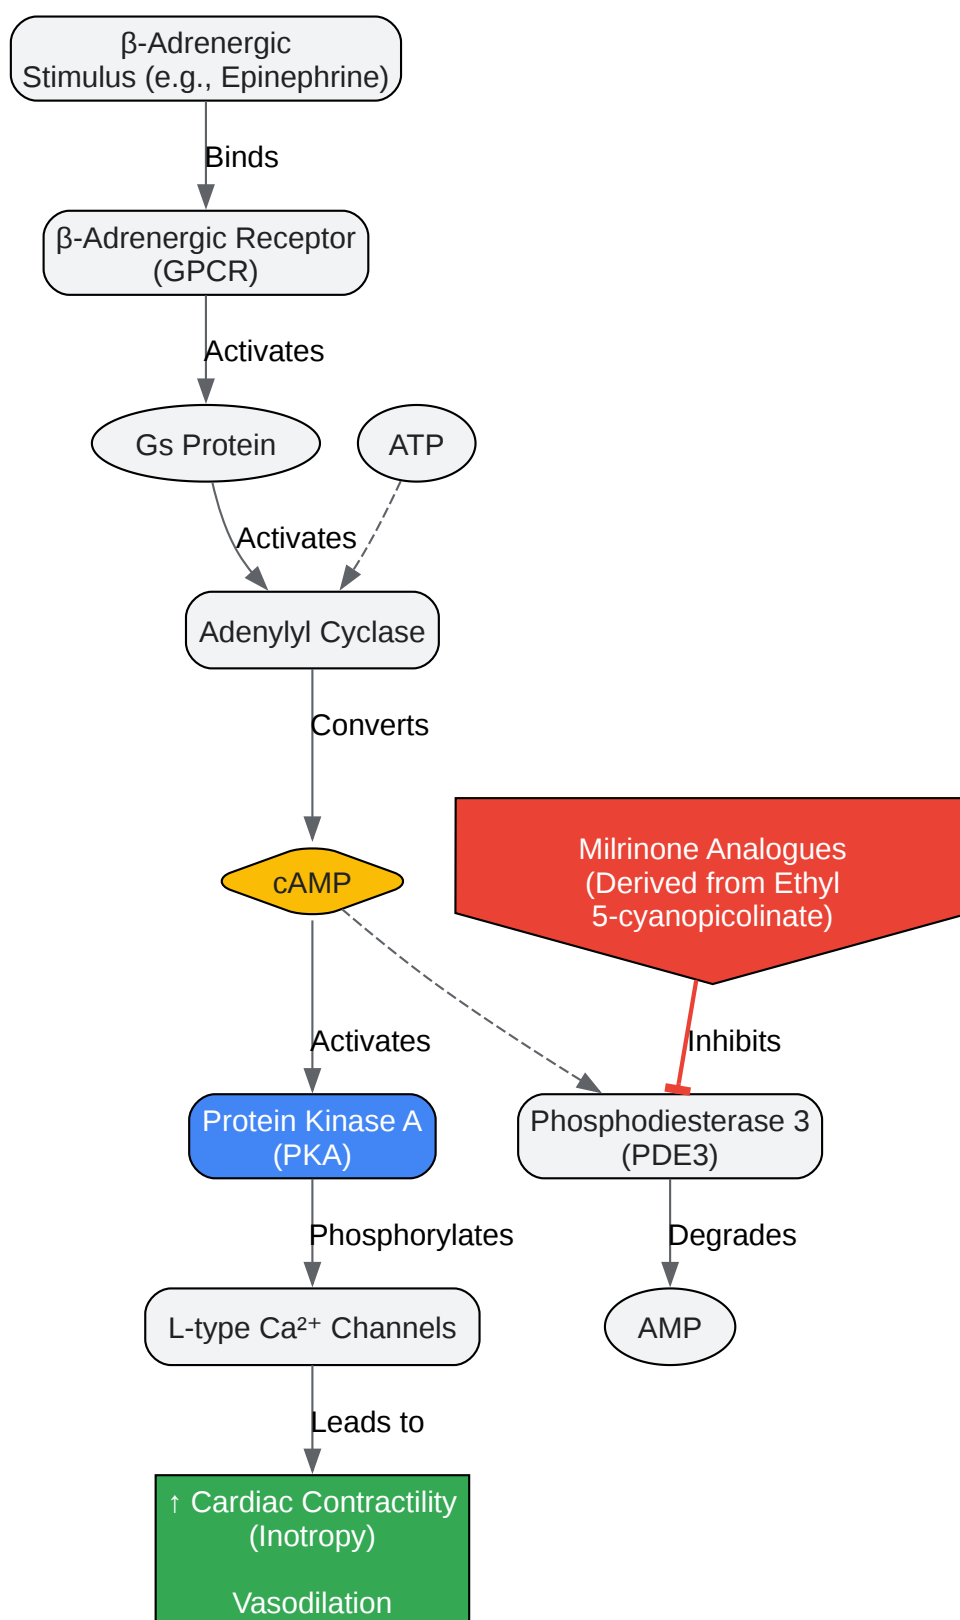 β-Adrenergic
Stimulus (e.g., Epinephrine)
Binds
β-Adrenergic Receptor
(GPCR)
Activates
Gs Protein
ATP
Activates
Adenylyl Cyclase
Converts
cAMP
Milrinone Analogues
(Derived from Ethyl
5-cyanopicolinate)
Activates
Inhibits
Protein Kinase A
(PKA)
Phosphodiesterase 3
(PDE3)
Phosphorylates
Degrades
L-type Ca²⁺ Channels
AMP
Leads to
↑ Cardiac Contractility
(Inotropy)
Vasodilation